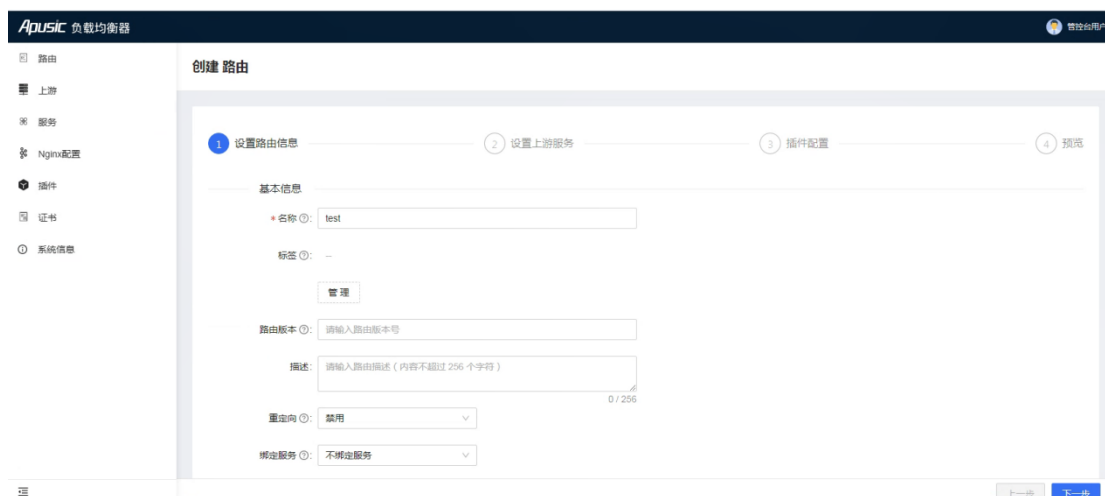 Apusic 负载均衡器
管控台用户
路由
上游
服务
Nginx配置
插件
证书
系统信息
创建 路由
1 设置路由信息
2 设置上游服务
3 插件配置
4 预览
基本信息
* 名称 ?: test
标签 ?: --
管 理
路由版本 ?: 请输入路由版本号
描述: 请输入路由描述 ( 内容不超过 256 个字符 )
0 / 256
重定向 ?: 禁用
绑定服务 ?: 不绑定服务
上一步 下一步